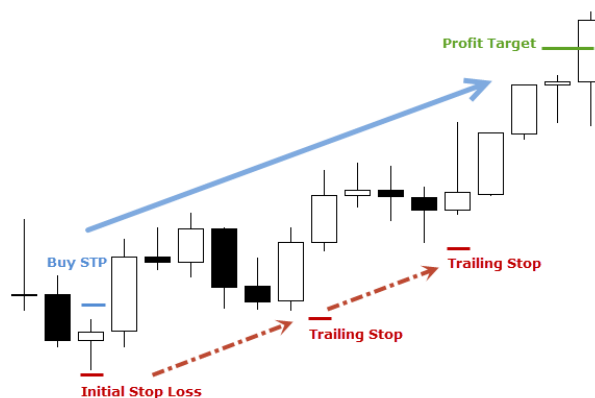 Profit Target
Buy STP
Trailing Stop
Trailing Stop
Initial Stop Loss